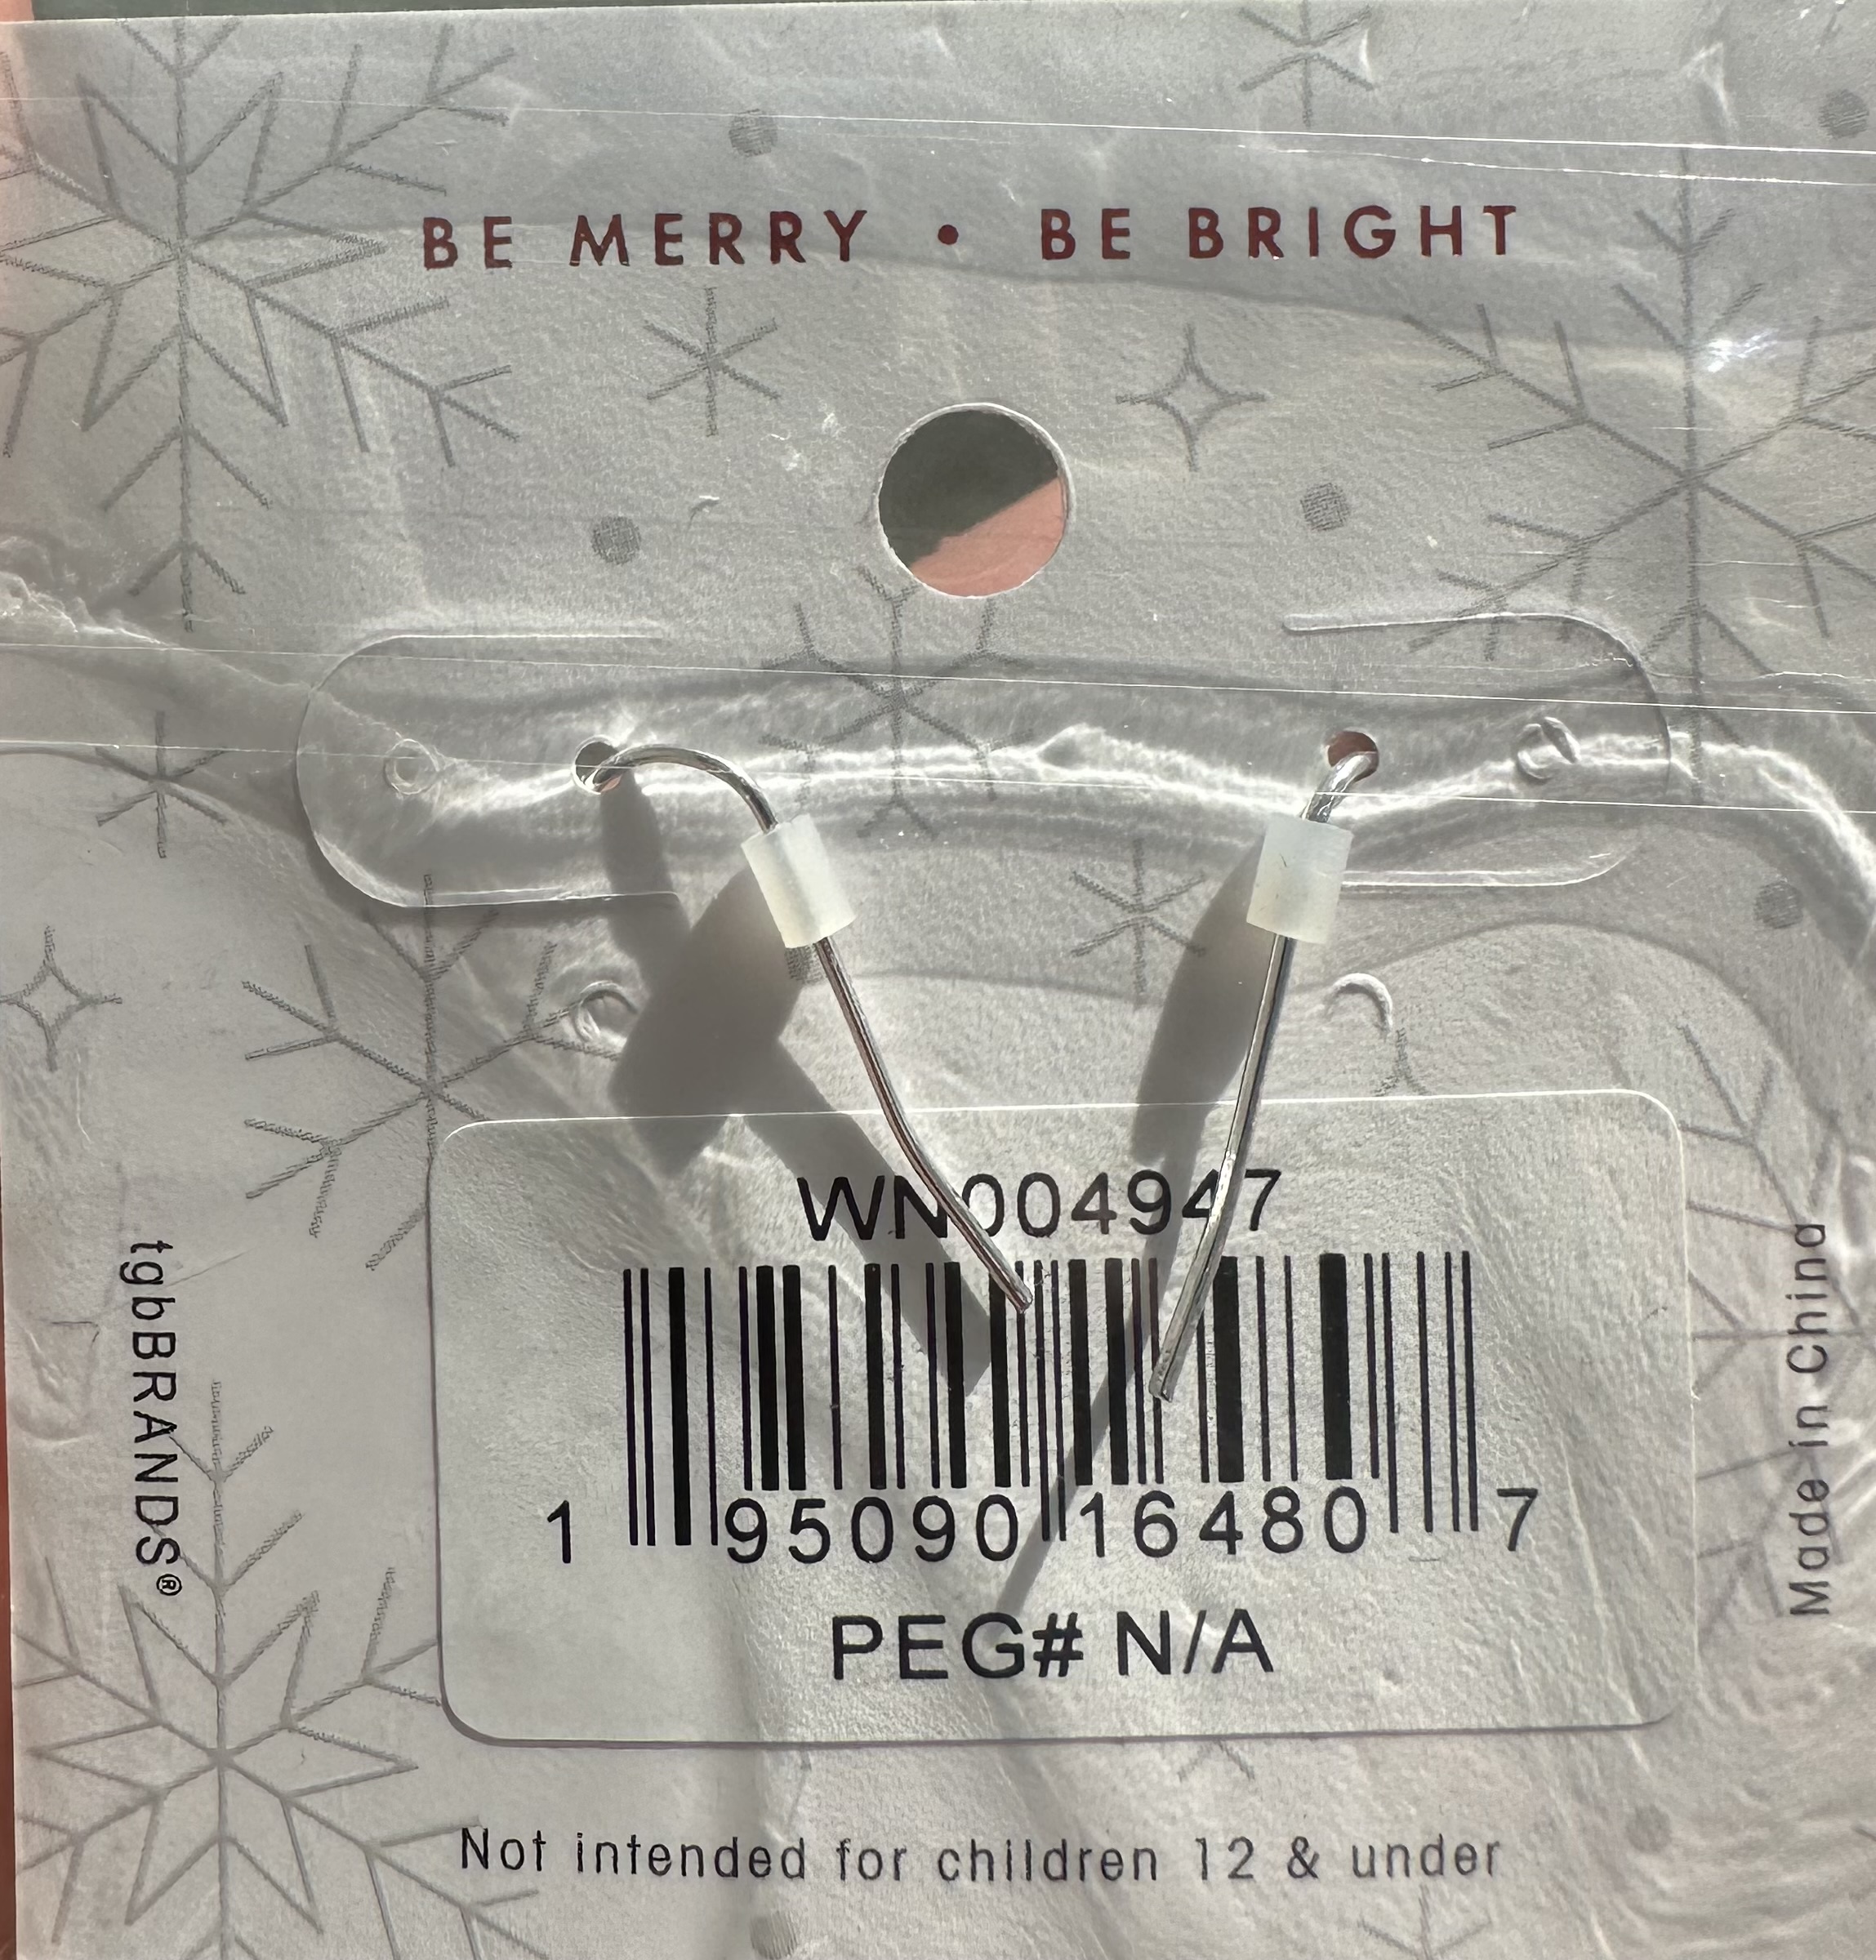 BE MERRY • BE BRIGHT
WN004947
1 95090 16480 7
PEG# N/A
tgbBRANDS®
Made in China
Not intended for children 12 & under